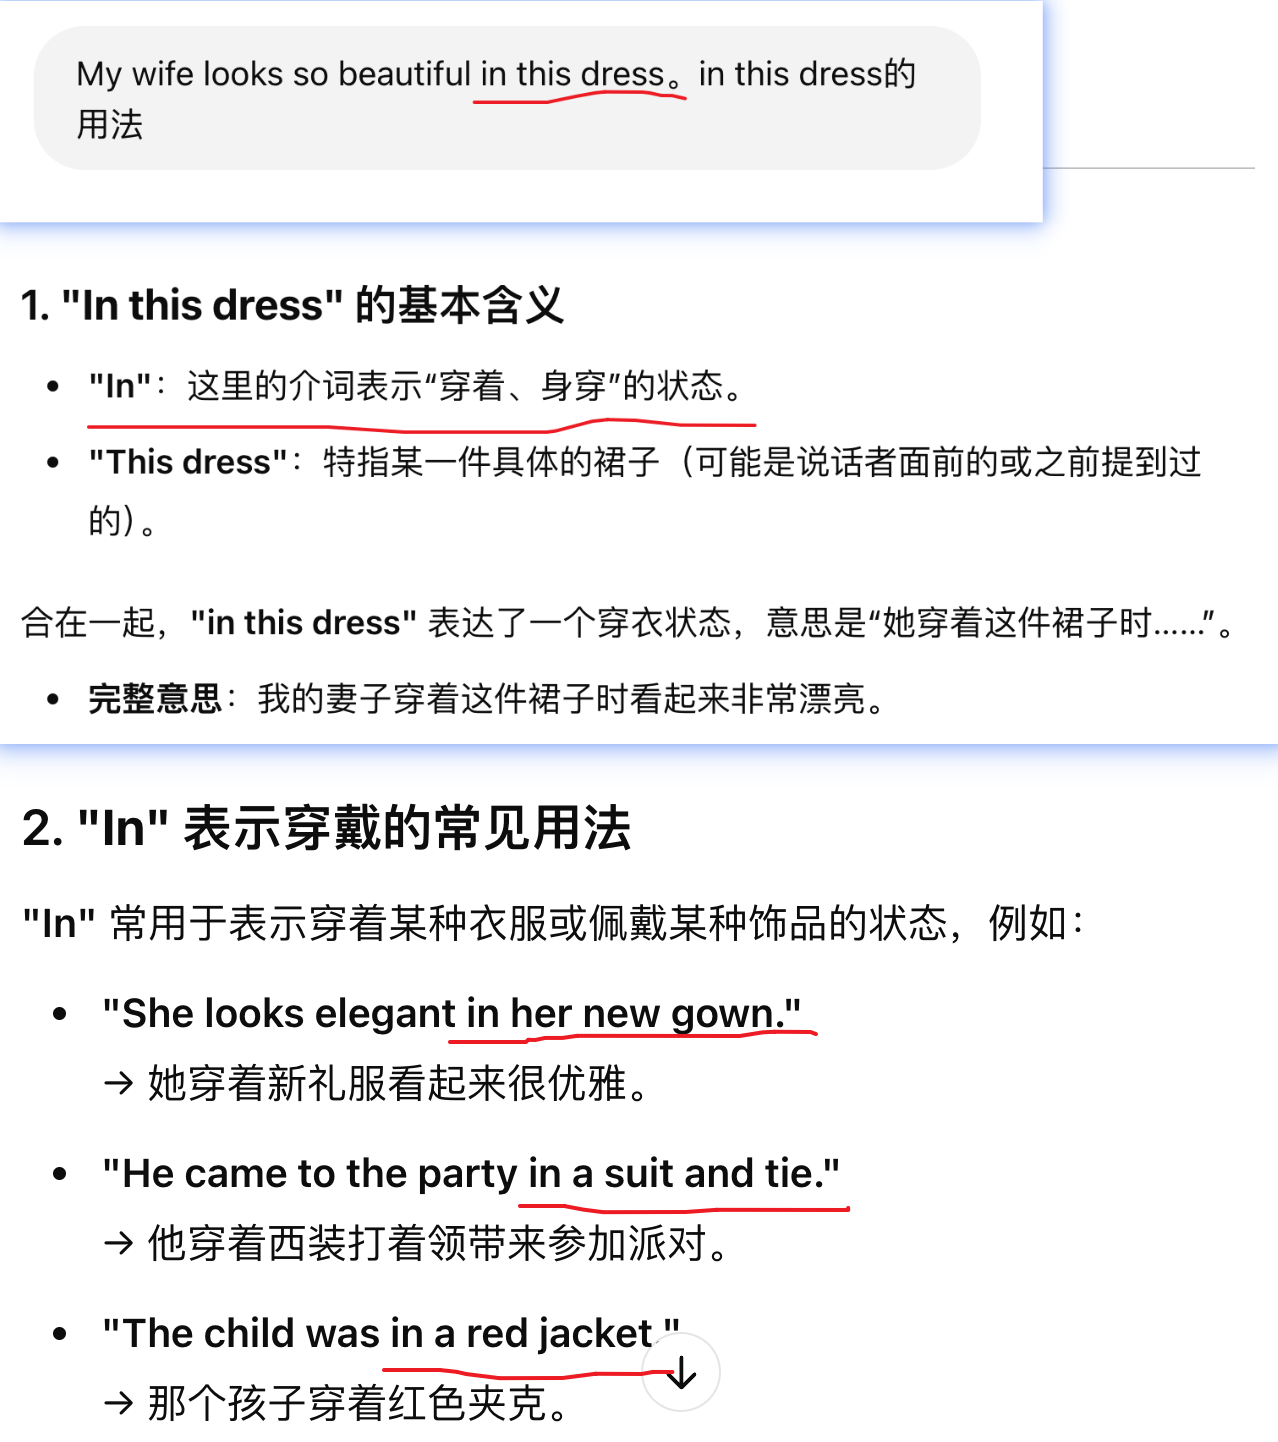 My wife looks so beautiful in this dress。in this dress的
用法
1. "In this dress" 的基本含义
• "In"：这里的介词表示“穿着、身穿”的状态。
• "This dress"：特指某一件具体的裙子（可能是说话者面前的或之前提到过
的）。
合在一起，"in this dress" 表达了一个穿衣状态，意思是“她穿着这件裙子时……”。
• 完整意思：我的妻子穿着这件裙子时看起来非常漂亮。
2. "In" 表示穿戴的常见用法
"In" 常用于表示穿着某种衣服或佩戴某种饰品的状态，例如：
• "She looks elegant in her new gown."
→ 她穿着新礼服看起来很优雅。
• "He came to the party in a suit and tie."
→ 他穿着西装打着领带来参加派对。
• "The child was in a red jacket."
→ 那个孩子穿着红色夹克。